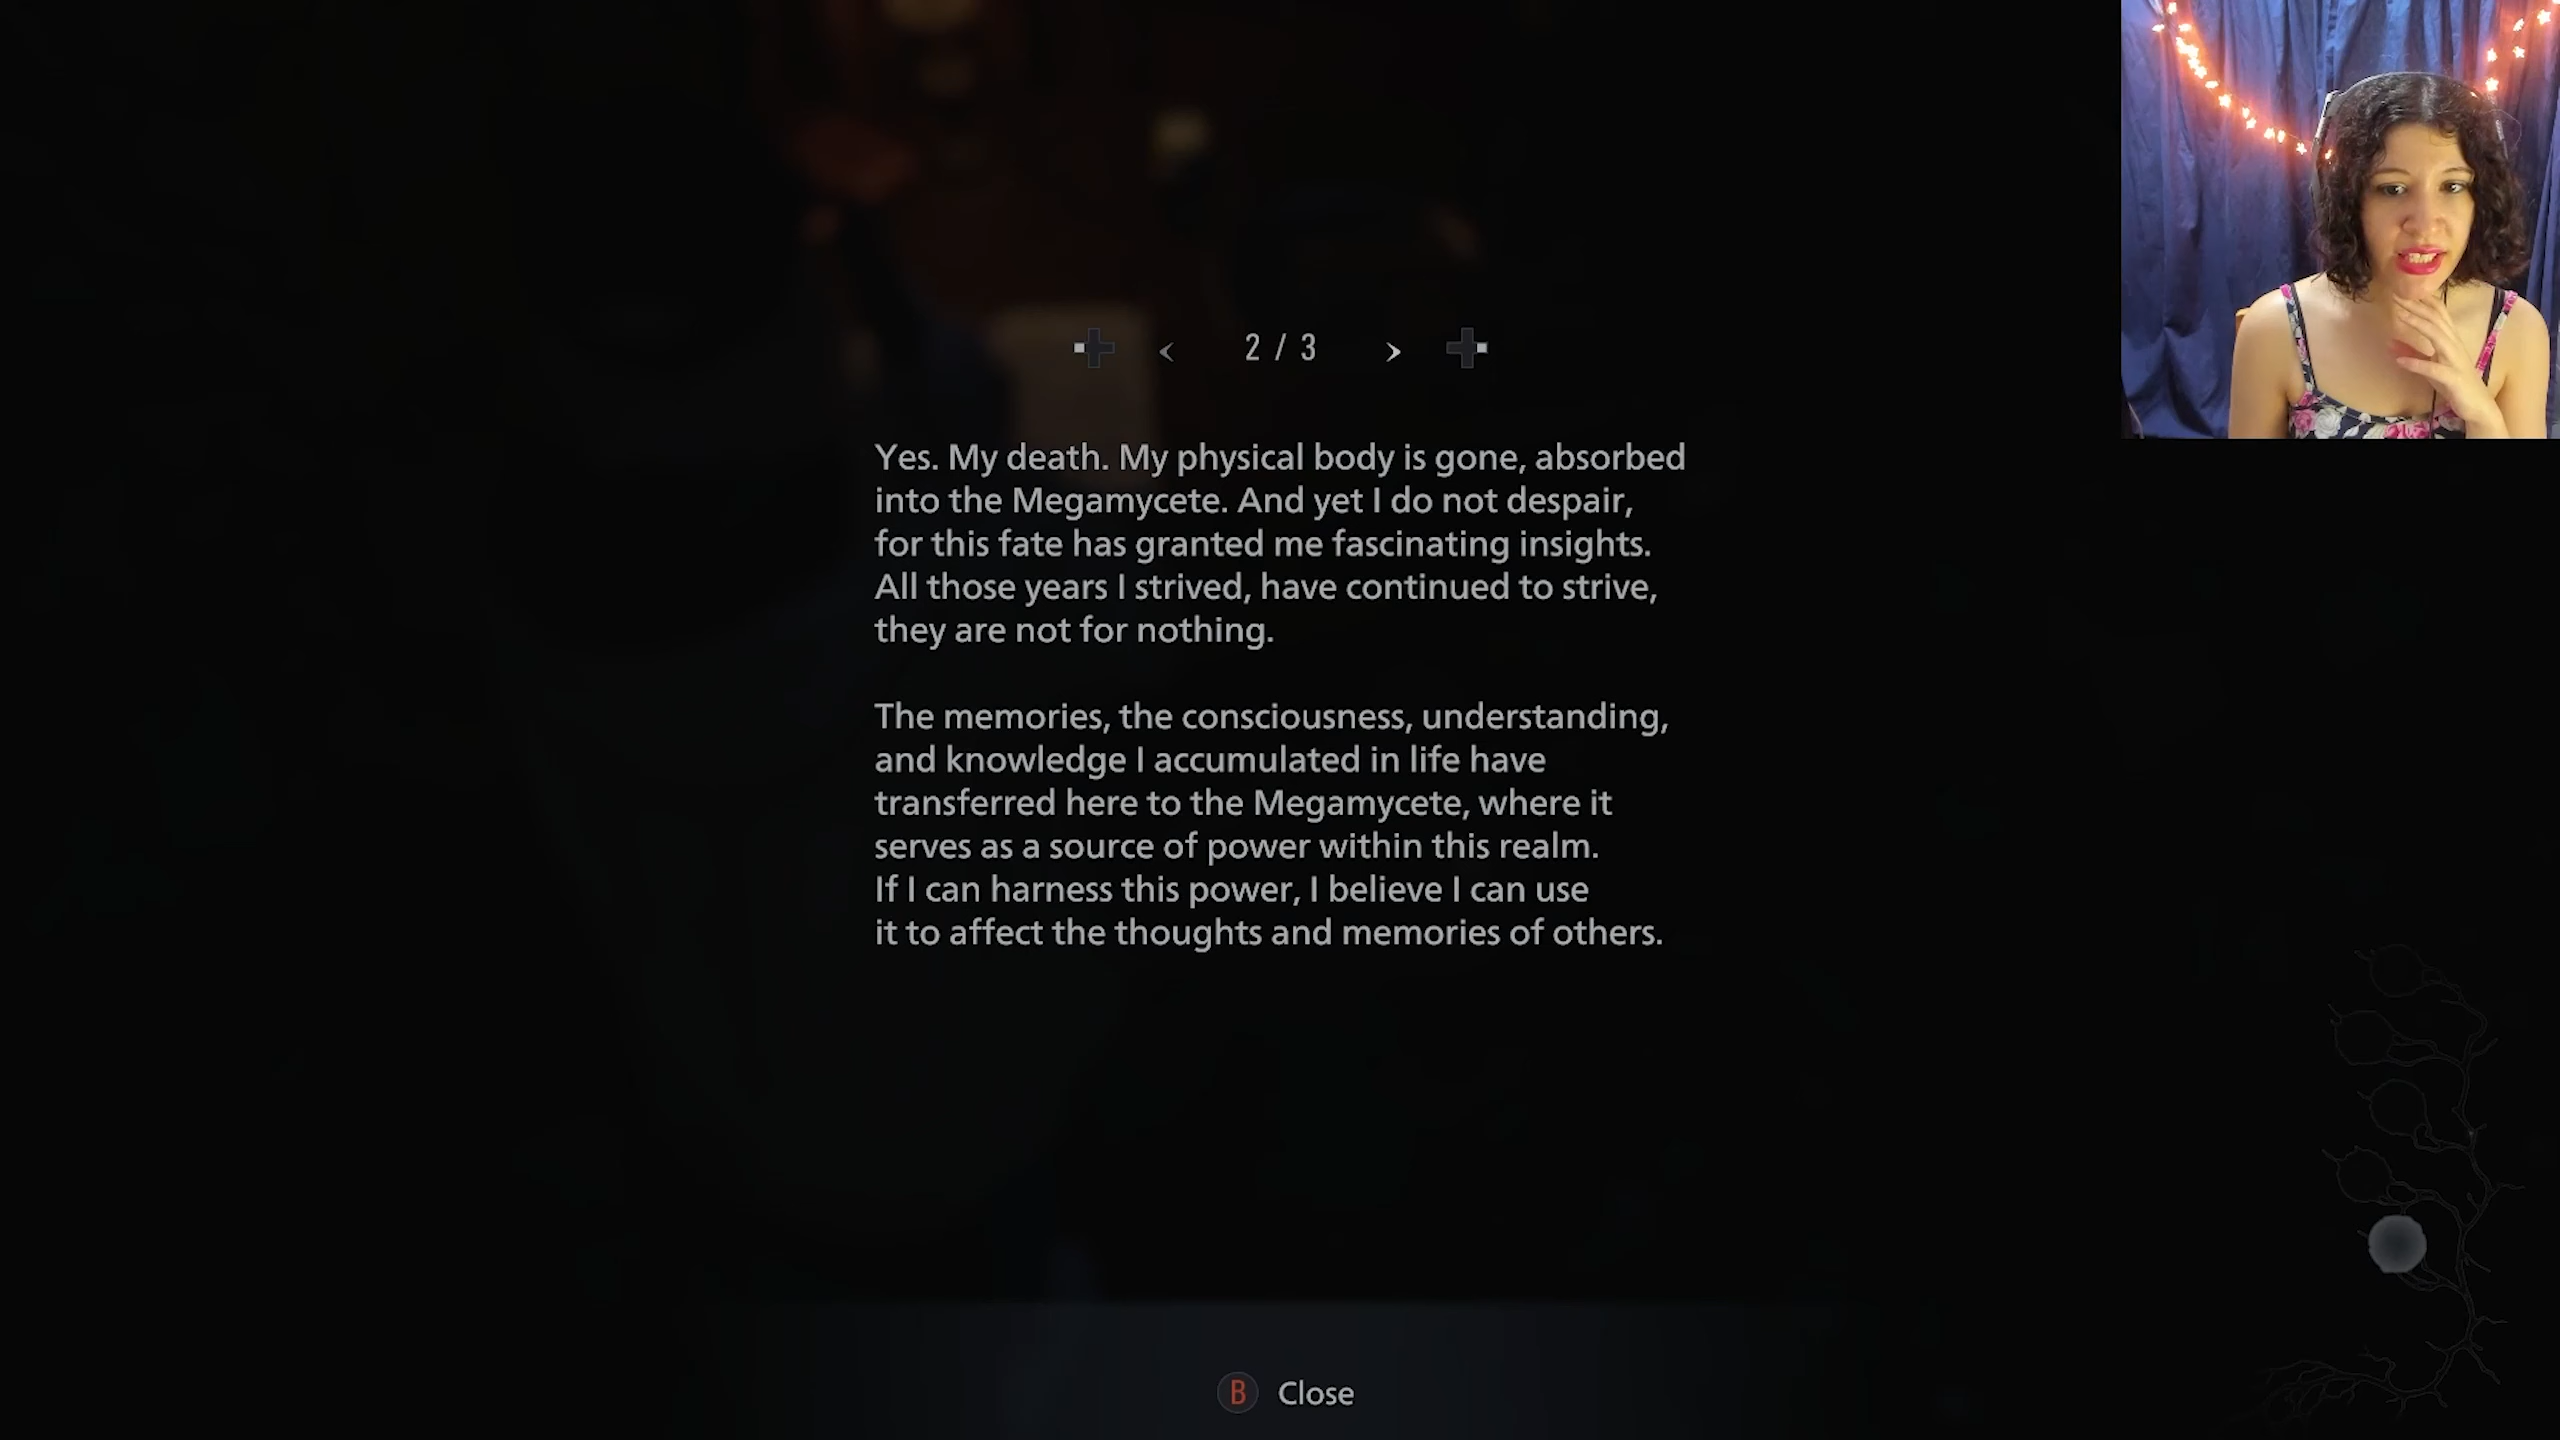 < 2 / 3 >
Yes. My death. My physical body is gone, absorbed
into the Megamycete. And yet I do not despair,
for this fate has granted me fascinating insights.
All those years I strived, have continued to strive,
they are not for nothing.
The memories, the consciousness, understanding,
and knowledge I accumulated in life have
transferred here to the Megamycete, where it
serves as a source of power within this realm.
If I can harness this power, I believe I can use
it to affect the thoughts and memories of others.
B Close